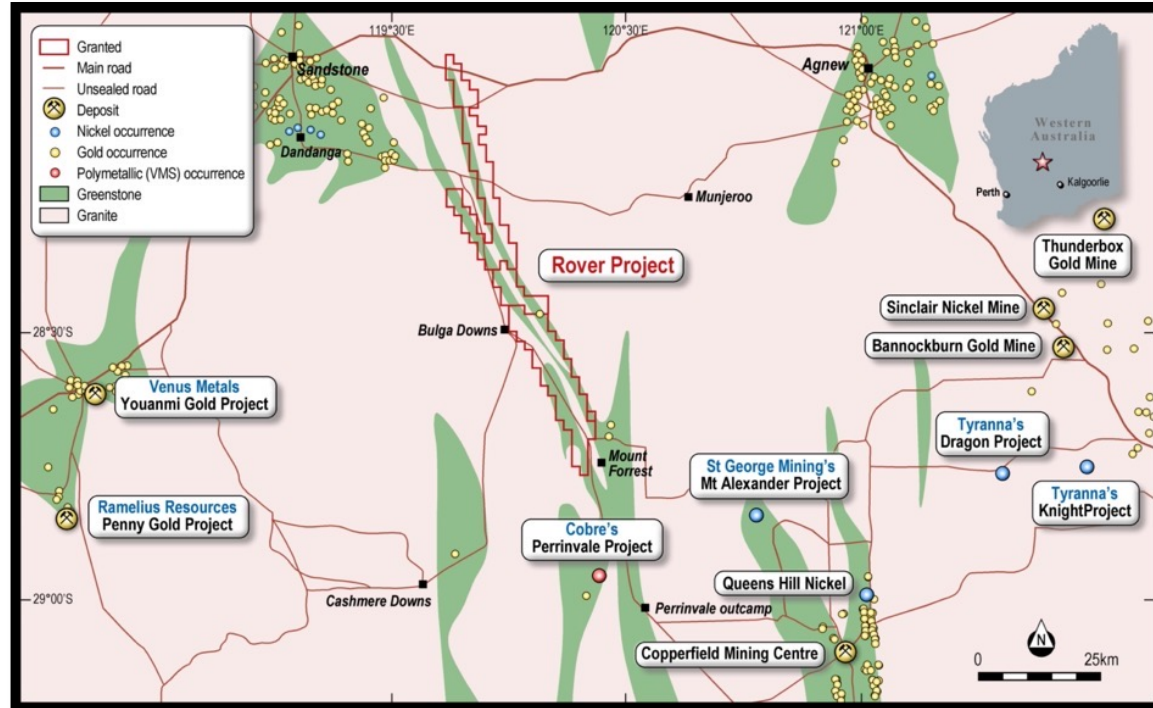 Granted
Main road
Unsealed road
Deposit
Nickel occurrence
Gold occurrence
Polymetallic (VMS) occurrence
Greenstone
Granite
119°30'E
120°30'E
121°00'E
Sandstone
Dandanga
Agnew
Munjeroo
Western
Australia
Perth
Kalgoorlie
Thunderbox
Gold Mine
Rover Project
Sinclair Nickel Mine
Bannockburn Gold Mine
28°30'S
Bulga Downs
Venus Metals
Youanmi Gold Project
Tyranna's
Dragon Project
Mount
Forrest
St George Mining's
Mt Alexander Project
Tyranna's
KnightProject
Ramelius Resources
Penny Gold Project
Cobre's
Perrinvale Project
Queens Hill Nickel
29°00'S
Cashmere Downs
Perrinvale outcamp
Copperfield Mining Centre
N
0
25km